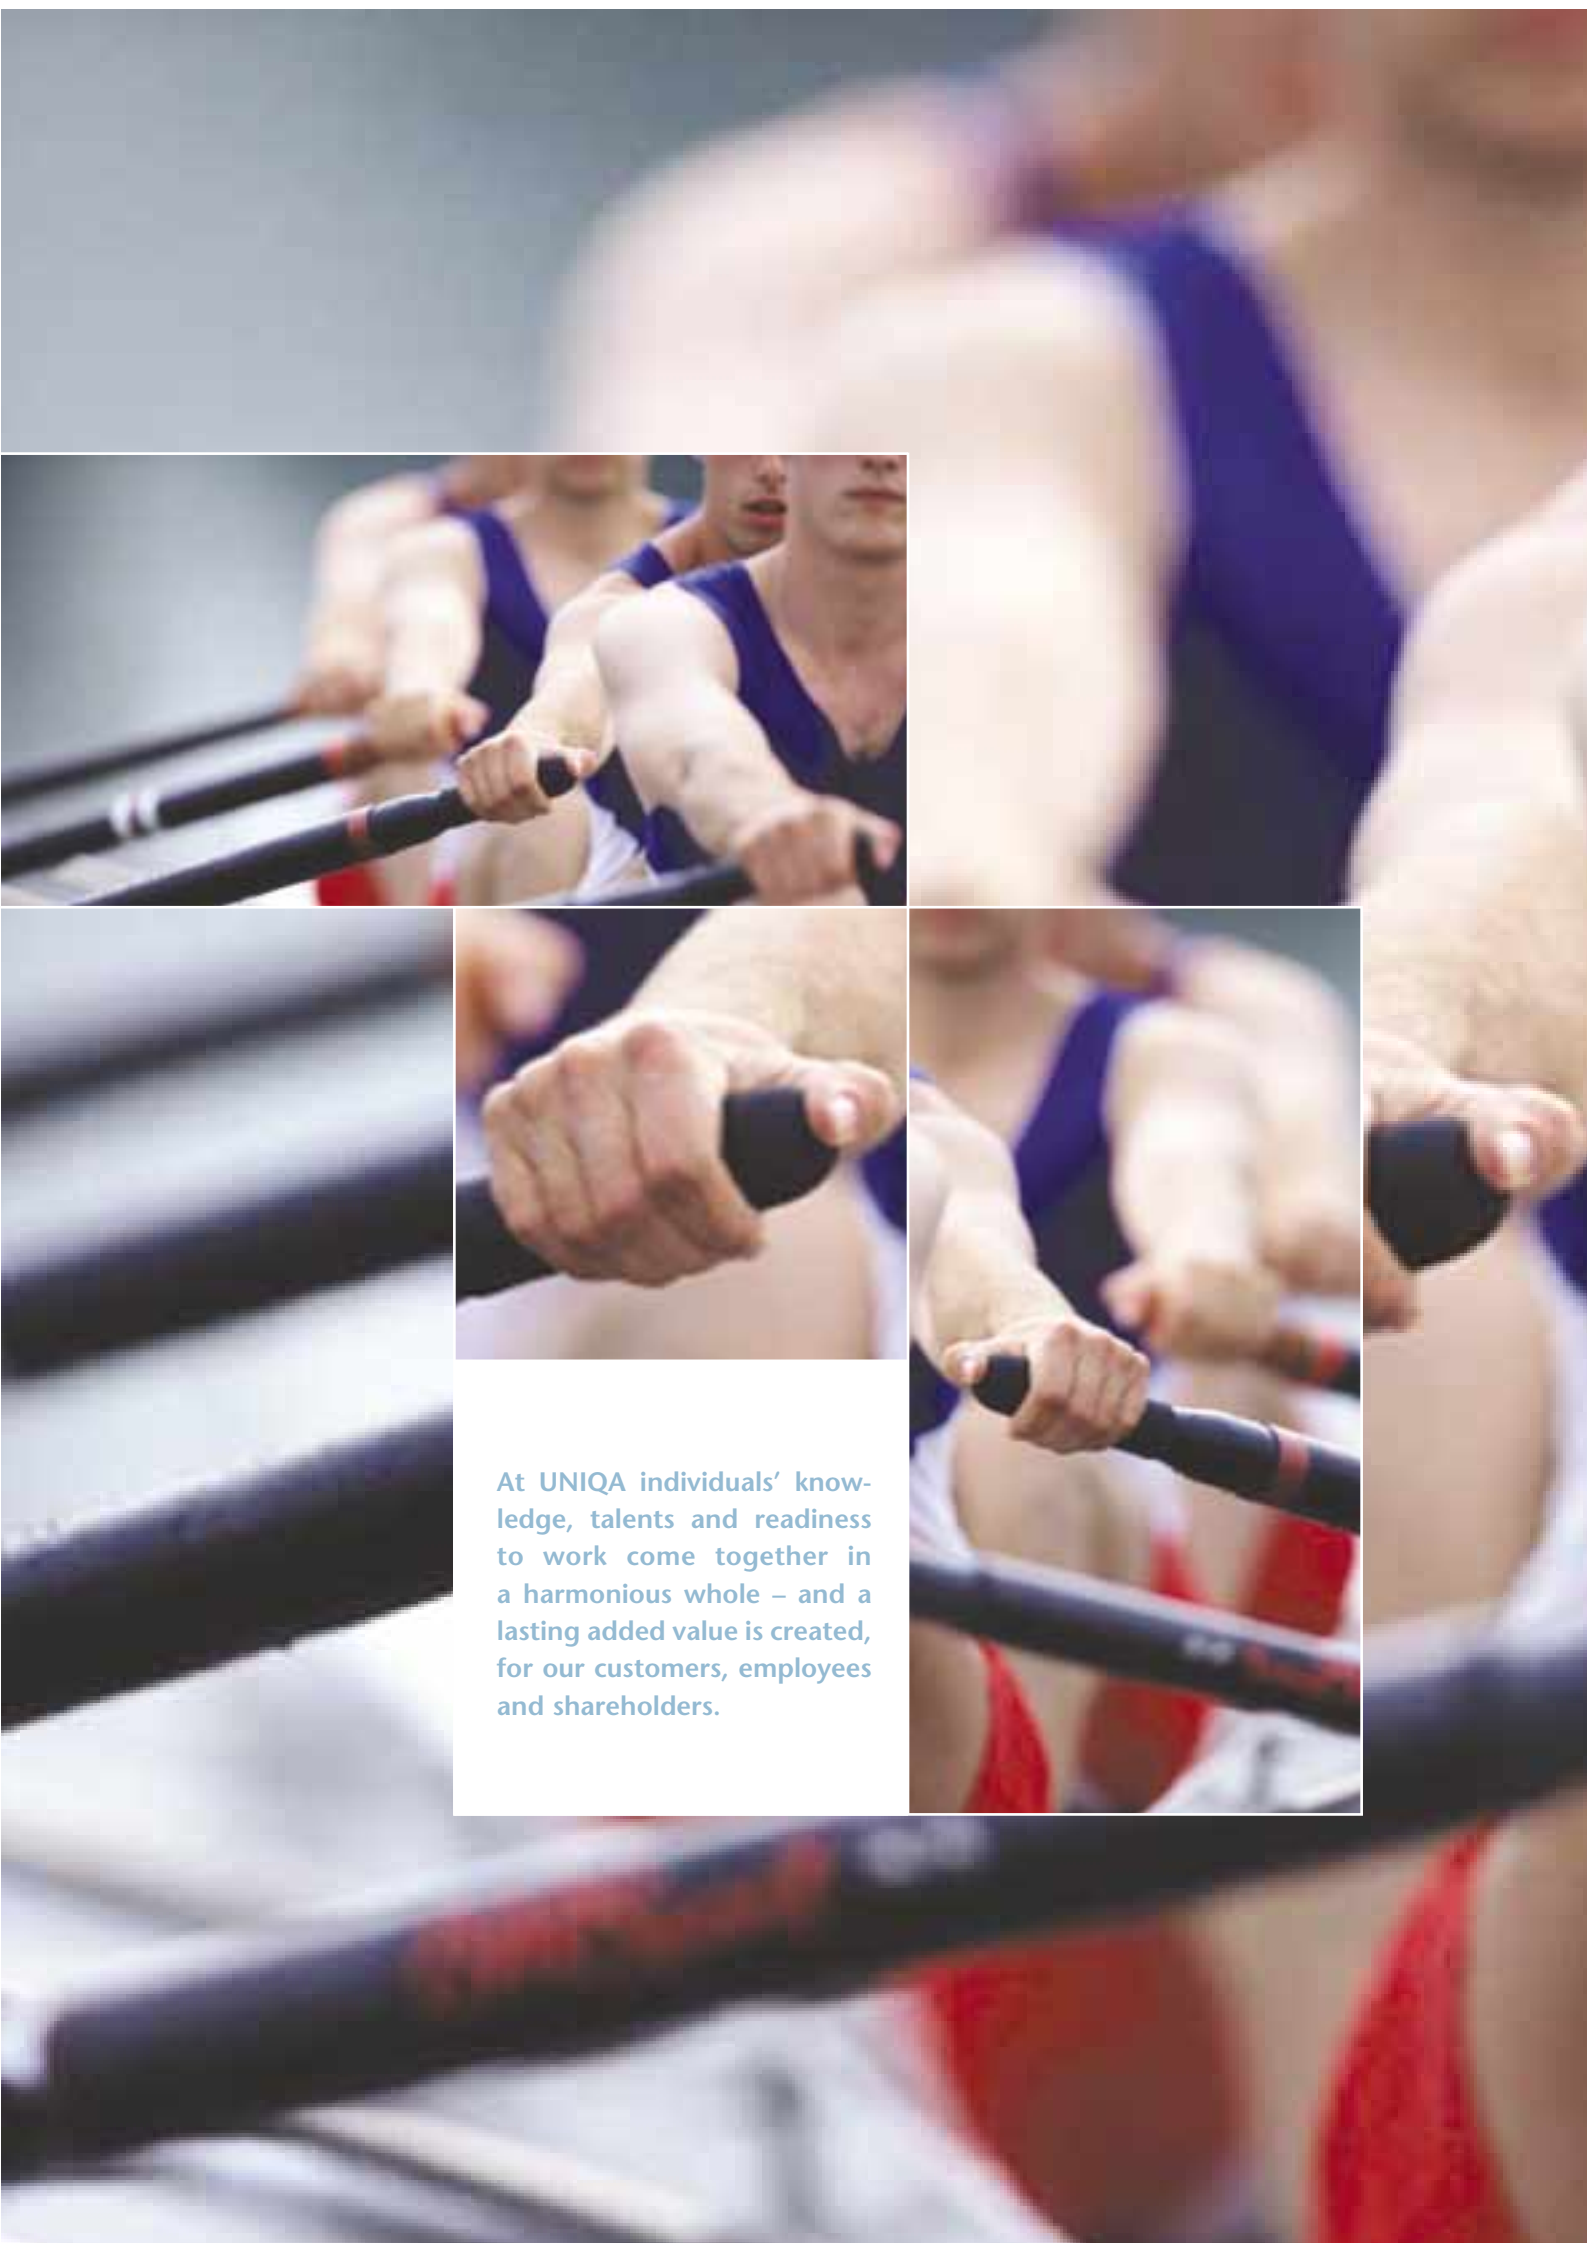 At UNIQA individuals’ know-
ledge, talents and readiness
to work come together in
a harmonious whole – and a
lasting added value is created,
for our customers, employees
and shareholders.